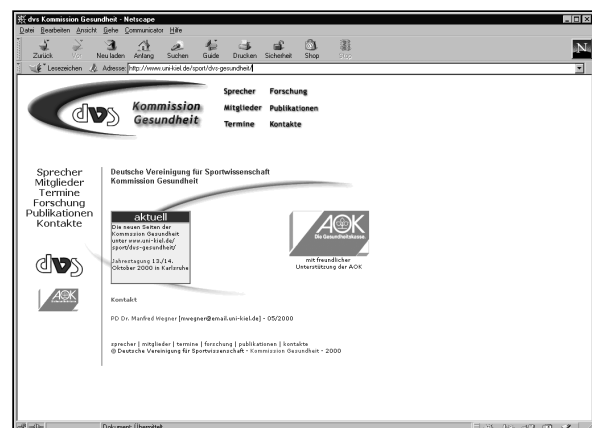 dvs Kommission Gesundheit - Netscape
Datei Bearbeiten Ansicht Gehe Communicator Hilfe
Zurück Vor Neu laden Anfang Suchen Guide Drucken Sicherheit Shop Stop
N
Lesezeichen Adresse http://www.uni-kiel.de/sport/dvs-gesundheit/
dvs Kommission
Gesundheit
Sprecher Forschung
Mitglieder Publikationen
Termine Kontakte
Sprecher
Mitglieder
Termine
Forschung
Publikationen
Kontakte
dvs
AOK
Deutsche Vereinigung für Sportwissenschaft
Kommission Gesundheit
aktuell
Die neuen Seiten der
Kommssion Gesundheit
unter www.uni-kiel.de/
sport/dvs-gesundheit/
Jahrestagung 13./14.
Oktober 2000 in Karlsruhe
AOK
Die Gesundheitskasse
mit freundlicher
Unterstützung der AOK
Kontakt
PD Dr. Manfred Wegner [mwegner@email.uni-kiel.de] - 05/2000
sprecher | mitglieder | termine | forschung | publikationen | kontakte
@ Deutsche Vereinigung für Sportwissenschaft - Kommission Gesundheit - 2000
Dokument: Übermittelt